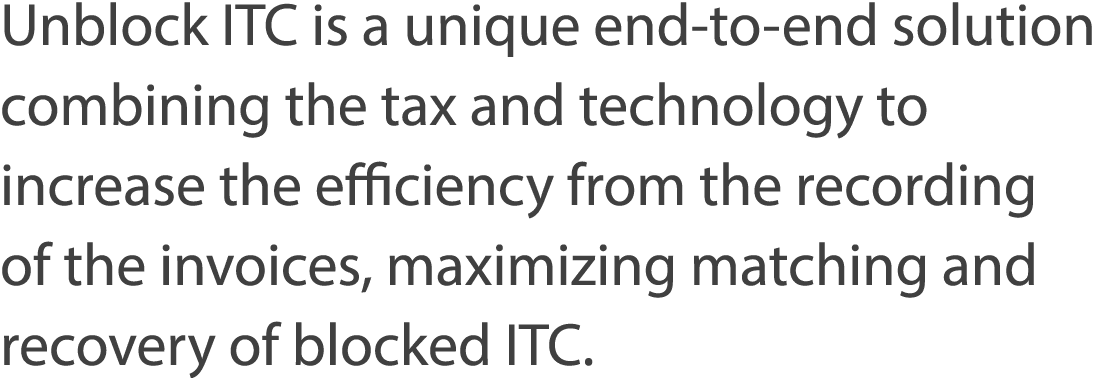 Unblock ITC is a unique end-to-end solution
combining the tax and technology to
increase the efficiency from the recording
of the invoices, maximizing matching and
recovery of blocked ITC.